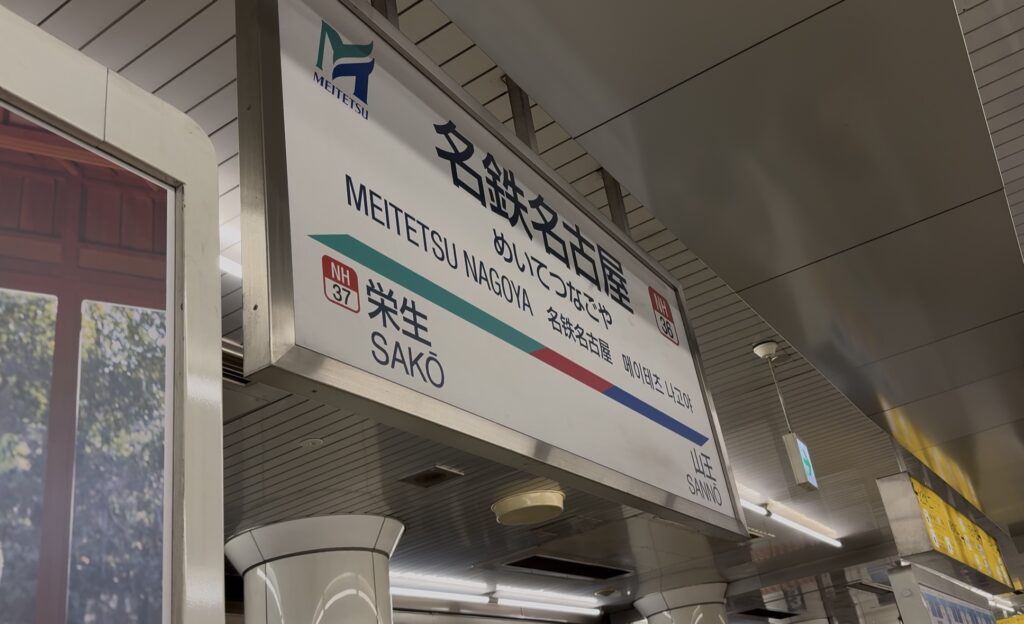 MEITETSU
名鉄名古屋
めいてつなごや
MEITETSU NAGOYA
名鉄名古屋 메이테츠 나고야
NH
36
NH
37
栄生
SAKŌ
山王
SANNŌ